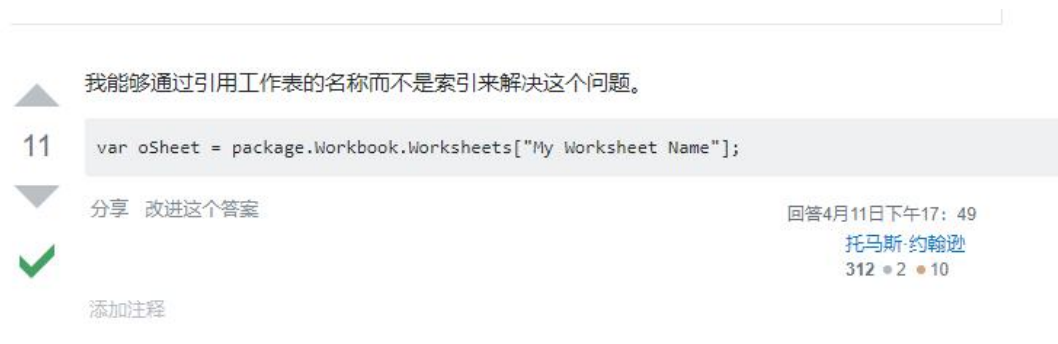 我能够通过引用工作表的名称而不是索引来解决这个问题。
11
var oSheet = package.Workbook.Worksheets["My Worksheet Name"];
分享 改进这个答案
回答4月11日下午17：49
托马斯·约翰逊
312 ●2 ●10
添加注释